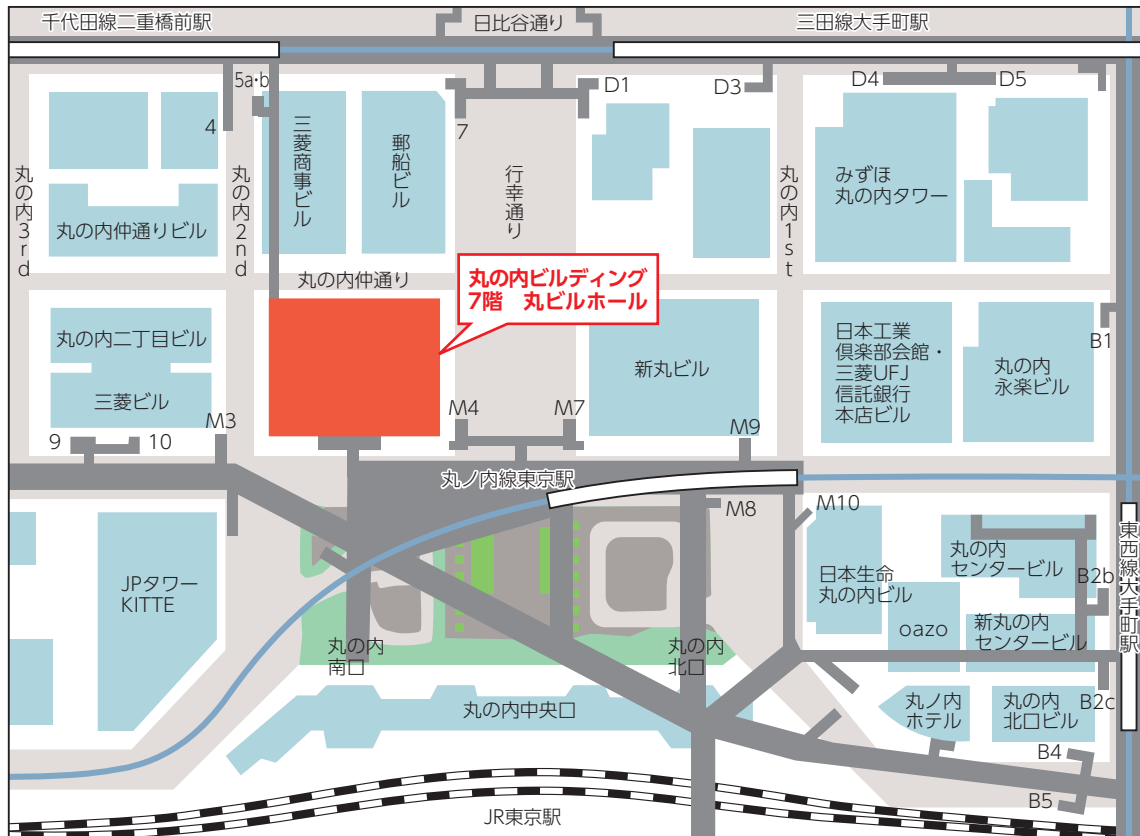 千代田線二重橋前駅
日比谷通り
三田線大手町駅
5a・b
D1
D3
D4
D5
4
7
三菱商事ビル
郵船ビル
行幸通り
丸の内3rd
丸の内2nd
丸の内1st
みずほ
丸の内タワー
丸の内仲通りビル
丸の内仲通り
丸の内ビルディング
7階　丸ビルホール
丸の内二丁目ビル
三菱ビル
新丸ビル
日本工業
倶楽部会館・
三菱UFJ
信託銀行
本店ビル
丸の内
永楽ビル
B1
M3
M4
M7
M9
9
10
丸ノ内線東京駅
M8
M10
JPタワー
KITTE
日本生命
丸の内ビル
丸の内
センタービル
B2b
東西線大手町駅
oazo
新丸の内
センタービル
丸の内
南口
丸の内
北口
丸の内中央口
丸ノ内
ホテル
丸の内
北口ビル
B2c
B4
B5
JR東京駅